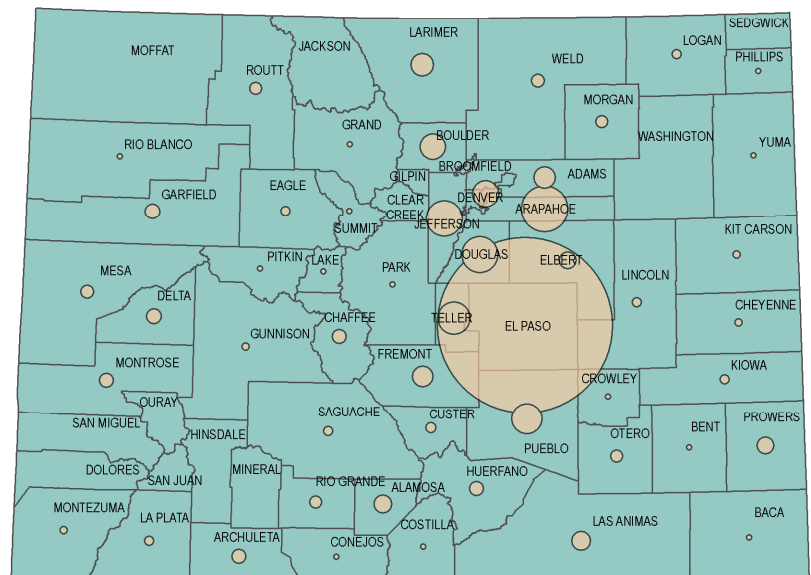 SEDGWICK
LARIMER
LOGAN
JACKSON
MOFFAT
PHILLIPS
WELD
ROUTT
MORGAN
GRAND
BOULDER
WASHINGTON
RIO BLANCO
YUMA
BROOMFIELD
ADAMS
GILPIN
EAGLE
GARFIELD
DENVER
CLEAR
CREEK
ARAPAHOE
JEFFERSON
SUMMIT
KIT CARSON
DOUGLAS
PITKIN
LAKE
ELBERT
PARK
MESA
LINCOLN
DELTA
CHEYENNE
CHAFFEE
TELLER
EL PASO
GUNNISON
FREMONT
MONTROSE
KIOWA
CROWLEY
OURAY
SAGUACHE
CUSTER
PROWERS
SAN MIGUEL
BENT
HINSDALE
OTERO
PUEBLO
DOLORES
MINERAL
HUERFANO
SAN JUAN
RIO GRANDE
ALAMOSA
MONTEZUMA
BACA
LA PLATA
LAS ANIMAS
COSTILLA
ARCHULETA
CONEJOS